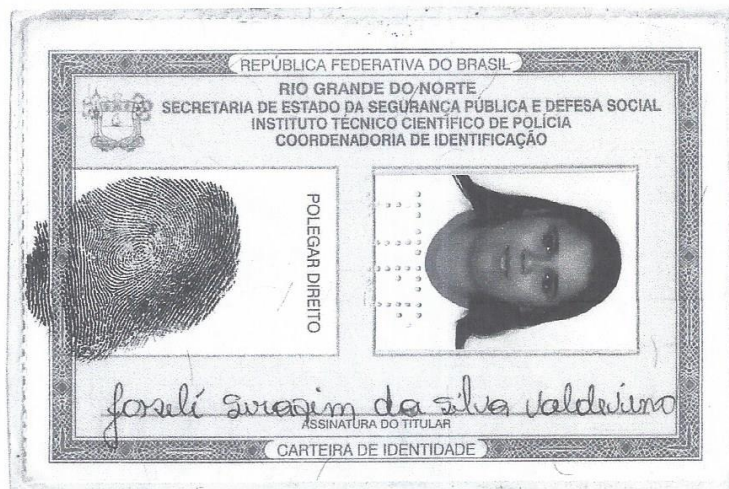 REPÚBLICA FEDERATIVA DO BRASIL
RIO GRANDE DO NORTE
SECRETARIA DE ESTADO DA SEGURANÇA PÚBLICA E DEFESA SOCIAL
INSTITUTO TÉCNICO CIENTÍFICO DE POLÍCIA
COORDENADORIA DE IDENTIFICAÇÃO
POLEGAR DIREITO
da silva valdevino
ASSINATURA DO TITULAR
CARTEIRA DE IDENTIDADE